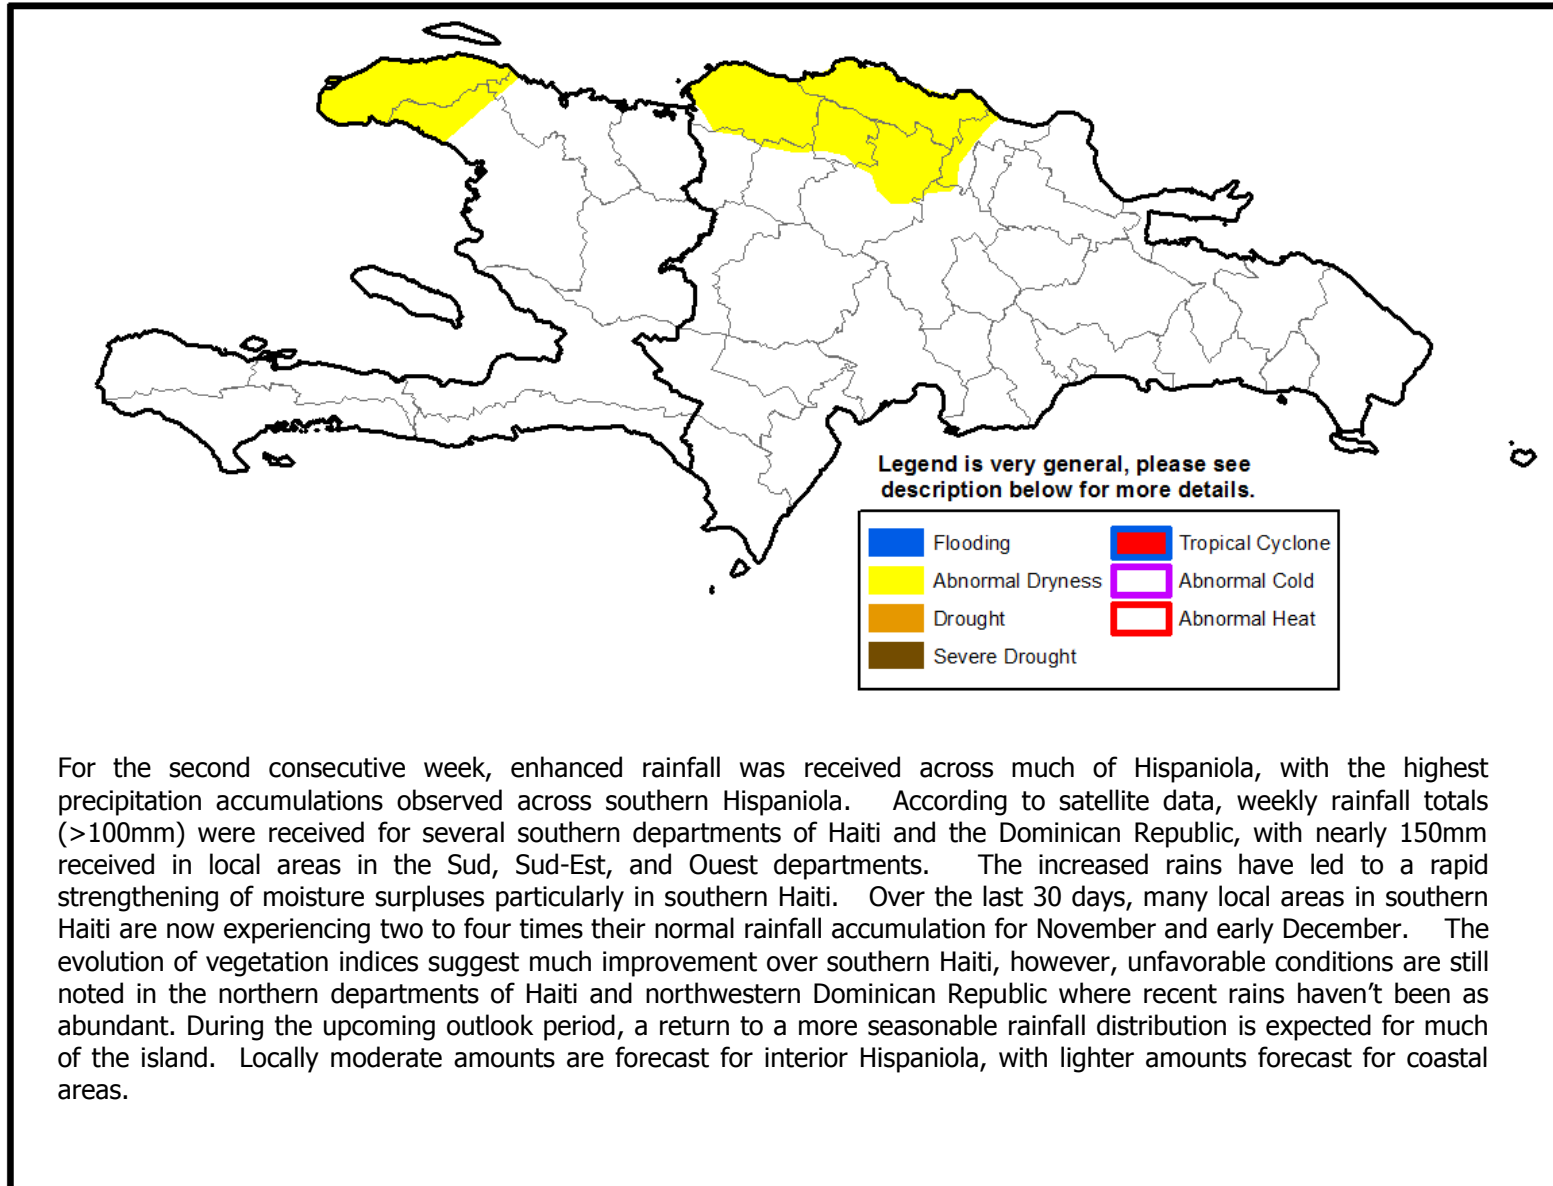 Legend is very general, please see
description below for more details.
Flooding
Tropical Cyclone
Abnormal Dryness
Abnormal Cold
Drought
Abnormal Heat
Severe Drought
For the second consecutive week, enhanced rainfall was received across much of Hispaniola, with the highest
precipitation accumulations observed across southern Hispaniola. According to satellite data, weekly rainfall totals
(>100mm) were received for several southern departments of Haiti and the Dominican Republic, with nearly 150mm
received in local areas in the Sud, Sud-Est, and Ouest departments. The increased rains have led to a rapid
strengthening of moisture surpluses particularly in southern Haiti. Over the last 30 days, many local areas in southern
Haiti are now experiencing two to four times their normal rainfall accumulation for November and early December. The
evolution of vegetation indices suggest much improvement over southern Haiti, however, unfavorable conditions are still
noted in the northern departments of Haiti and northwestern Dominican Republic where recent rains haven’t been as
abundant. During the upcoming outlook period, a return to a more seasonable rainfall distribution is expected for much
of the island. Locally moderate amounts are forecast for interior Hispaniola, with lighter amounts forecast for coastal
areas.